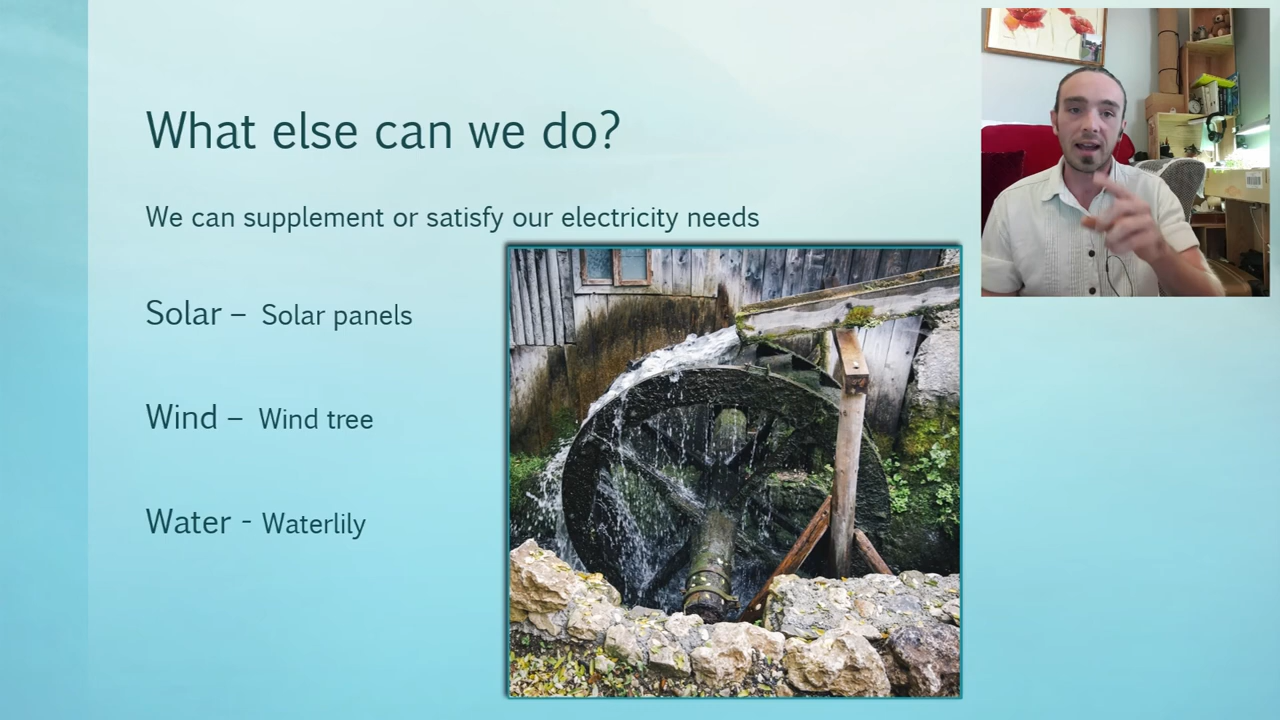 What else can we do?
We can supplement or satisfy our electricity needs
Solar – Solar panels
Wind – Wind tree
Water - Waterlily